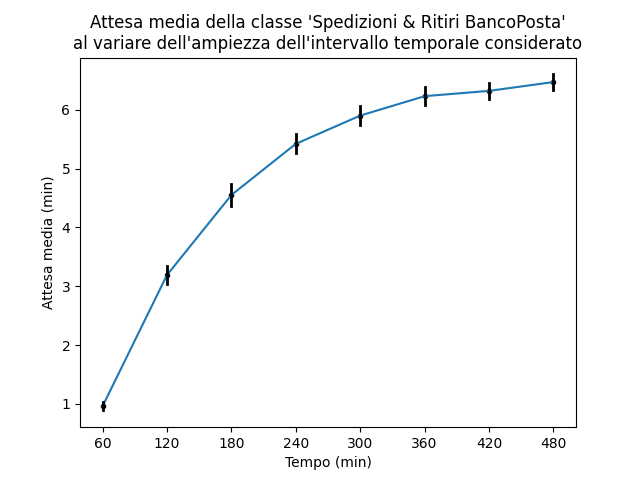 Attesa media della classe 'Spedizioni & Ritiri BancoPosta'
al variare dell'ampiezza dell'intervallo temporale considerato
6
5
4
3
2
1
Attesa media (min)
60 120 180 240 300 360 420 480
Tempo (min)